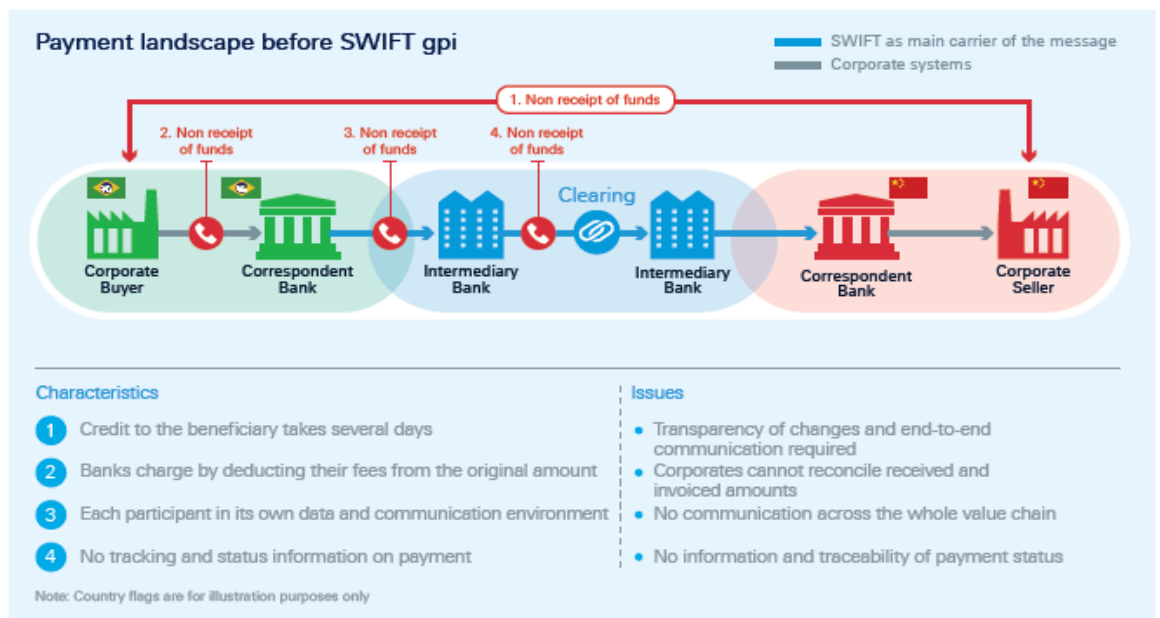 Payment landscape before SWIFT gpi
SWIFT as main carrier of the message
Corporate systems
1. Non receipt of funds
2. Non receipt
of funds
3. Non receipt
of funds
4. Non receipt
of funds
Clearing
Corporate
Buyer
Correspondent
Bank
Intermediary
Bank
Intermediary
Bank
Correspondent
Bank
Corporate
Seller
Characteristics
1 Credit to the beneficiary takes several days
2 Banks charge by deducting their fees from the original amount
3 Each participant in its own data and communication environment
4 No tracking and status information on payment
Issues
• Transparency of changes and end-to-end
communication required
• Corporates cannot reconcile received and
invoiced amounts
• No communication across the whole value chain
• No information and traceability of payment status
Note: Country flags are for illustration purposes only